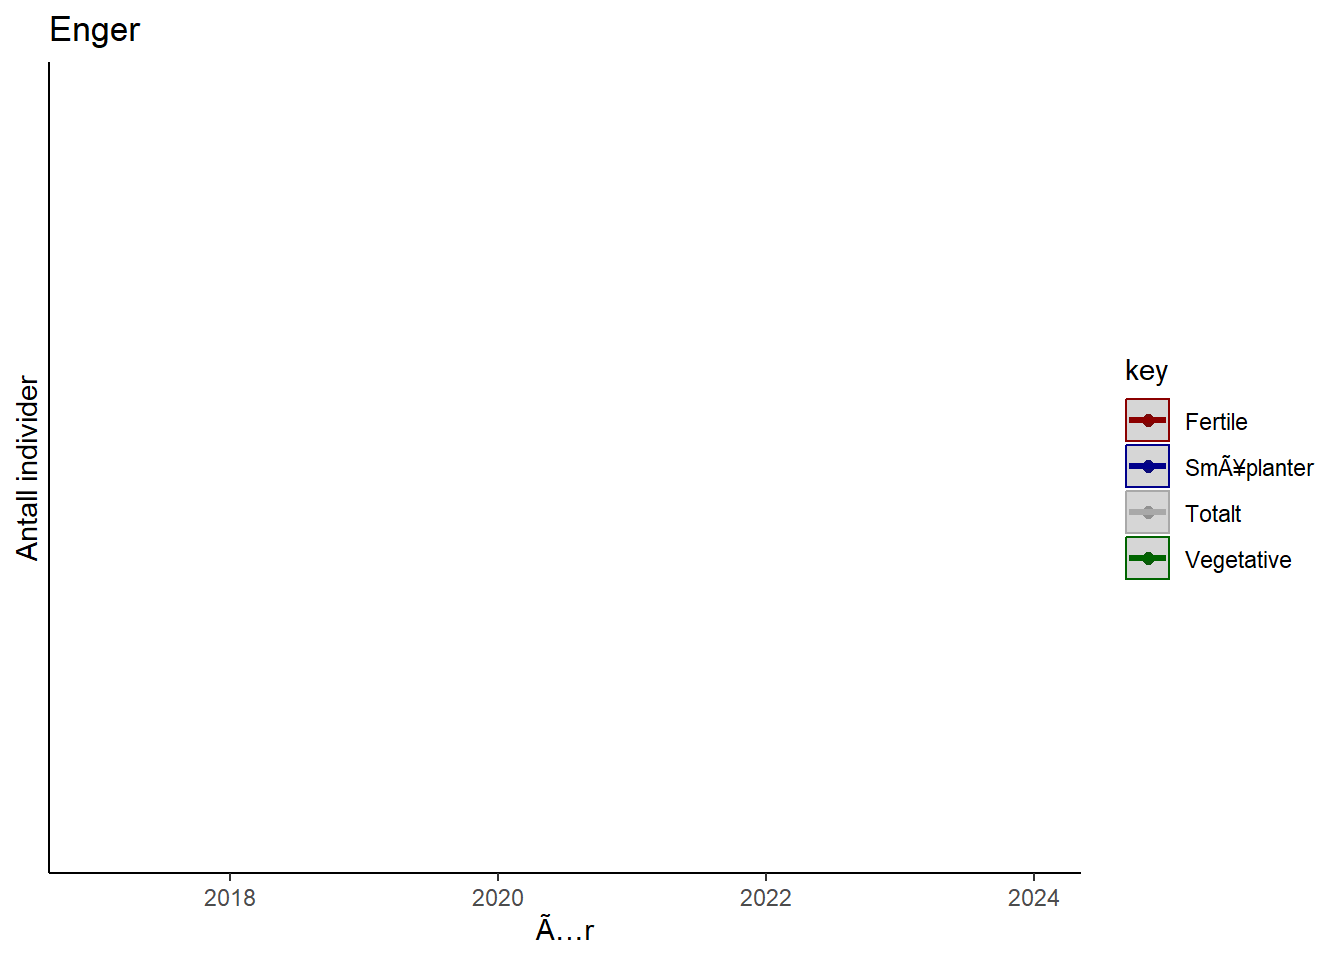 Enger
Antall individer
key
Fertile
SmÃ¥planter
Totalt
Vegetative
2018 2020 2022 2024
Ã…r